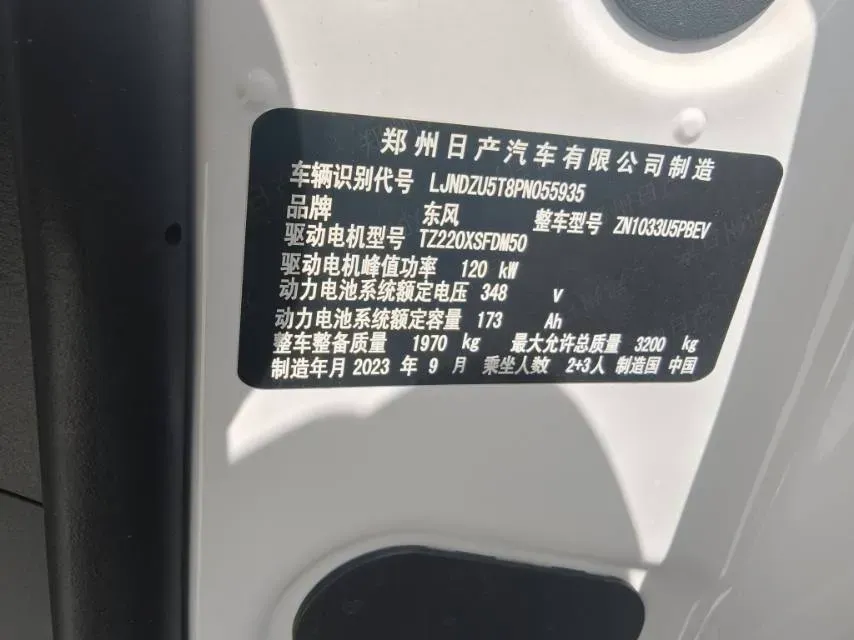 郑州日产汽车有限公司制造
车辆识别代号 LJNDZU5T8PN055935
品牌 东风 整车型号 ZN1033U5PBEV
驱动电机型号 TZ220XSFDM50
驱动电机峰值功率 120 kW
动力电池系统额定电压 348 V
动力电池系统额定容量 173 Ah
整车整备质量 1970 kg 最大允许总质量 3200 kg
制造年月 2023 年 9 月 乘坐人数 2+3人 制造国 中国